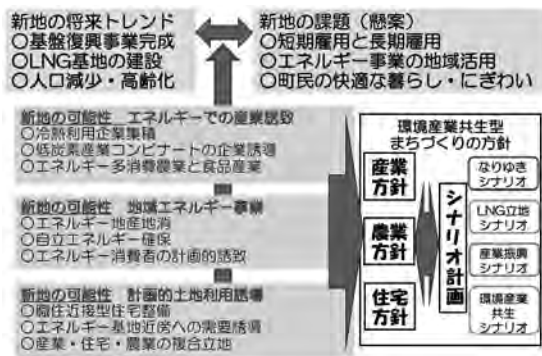 新地の将来トレンド
○基盤復興事業完成
○LNG基地の建設
○人口減少・高齢化
新地の課題（懸案）
○短期雇用と長期雇用
○エネルギー事業の地域活用
○町民の快適な暮らし・にぎわい
新地の可能性 エネルギーでの産業誘致
○冷熱利用企業集積
○低炭素産業コンビナートの企業誘導
○エネルギー多消費農業と食品産業
新地の可能性 地域エネルギー事業
○エネルギー地産地消
○自立エネルギー確保
○エネルギー消費者の計画的誘致
新地の可能性 計画的土地利用誘導
○職住近接型住宅整備
○エネルギー基地近傍への需要誘導
○産業・住宅・農業の複合立地
環境産業共生型
まちづくりの方針
産業
方針
農業
方針
住宅
方針
シナリオ計画
なりゆき
シナリオ
LNG立地
シナリオ
産業振興
シナリオ
環境産業
共生
シナリオ